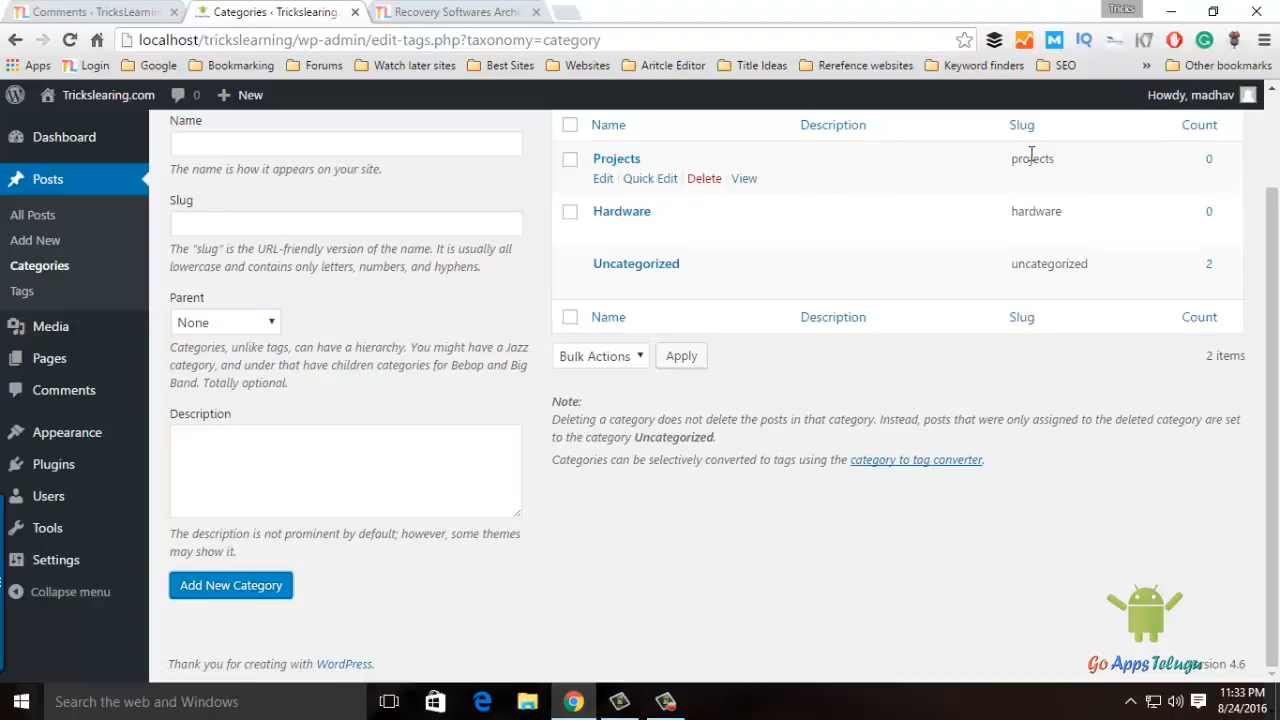 Comments ‹ TricksLearnin
Categories ‹ Trickslearing.
Recovery Softwares Arch
Tricks
localhost/trickslearning/wp-admin/edit-tags.php?taxonomy=category
Apps Login Google Bookmarking Forums Watch later sites Best Sites Websites Aritcle Editor Title Ideas Rerefence websites Keyword finders SEO » Other bookmarks
Trickslearing.com 0 New Howdy, madhav
Dashboard
Posts
All Posts
Add New
Categories
Tags
Media
Pages
Comments
Appearance
Plugins
Users
Tools
Settings
Collapse menu
Name
The name is how it appears on your site.
Slug
The "slug" is the URL-friendly version of the name. It is usually all
lowercase and contains only letters, numbers, and hyphens.
Parent
None
Categories, unlike tags, can have a hierarchy. You might have a Jazz
category, and under that have children categories for Bebop and Big
Band. Totally optional.
Description
The description is not prominent by default; however, some themes
may show it.
Add New Category
Name Description Slug Count
Projects projects 0
Edit | Quick Edit | Delete | View
Hardware hardware 0
Uncategorized uncategorized 2
Name Description Slug Count
Bulk Actions Apply 2 items
Note:
Deleting a category does not delete the posts in that category. Instead, posts that were only assigned to the deleted category are set
to the category Uncategorized.
Categories can be selectively converted to tags using the category to tag converter.
Thank you for creating with WordPress.
Go Apps Telugu
Version 4.6
Search the web and Windows
11:33 PM
8/24/2016